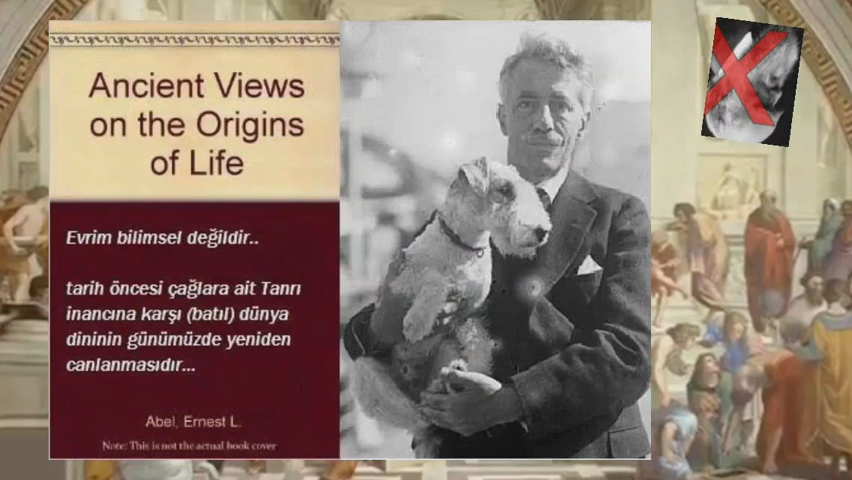 Ancient Views
on the Origins
of Life
Evrim bilimsel değildir..
tarih öncesi çağlara ait Tanrı
inancına karşı (batıl) dünya
dininin günümüzde yeniden
canlanmasıdır...
Abel, Ernest L.
Note: This is not the actual book cover